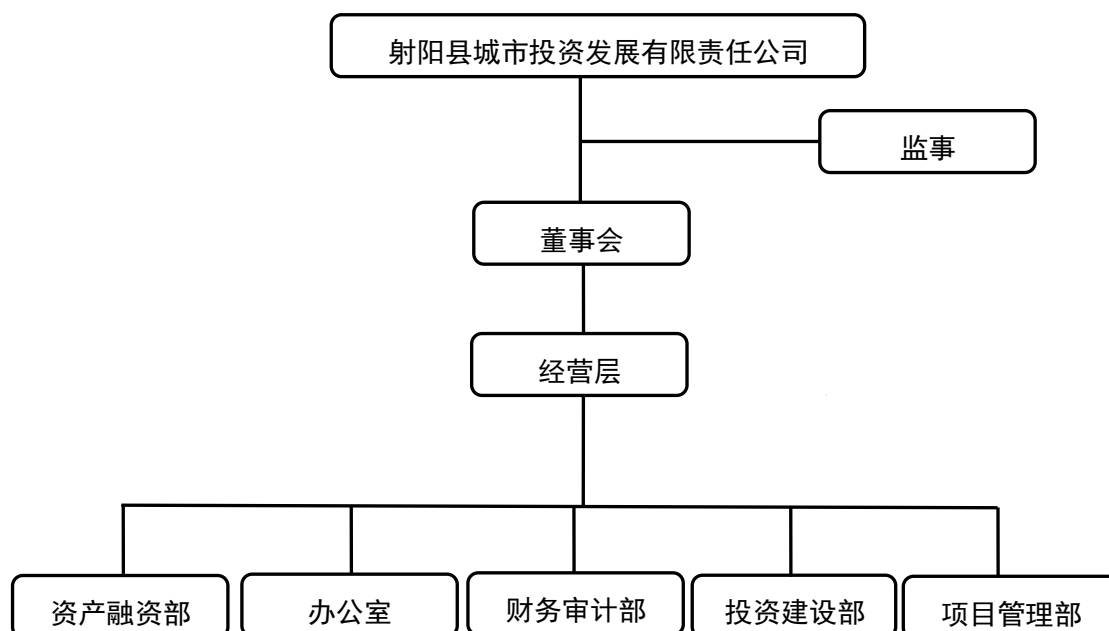 射阳县城市投资发展有限责任公司
监事
董事会
经营层
资产融资部
办公室
财务审计部
投资建设部
项目管理部